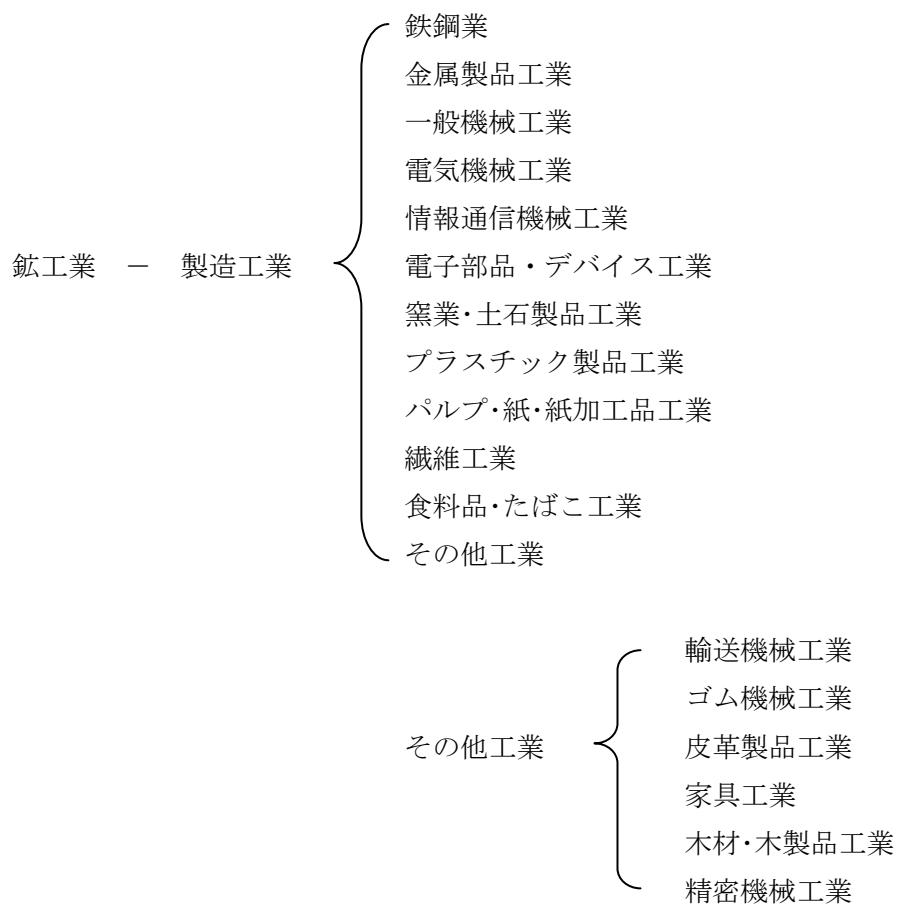 鉄鋼業
金属製品工業
一般機械工業
電気機械工業
情報通信機械工業
鉱工業 － 製造工業 電子部品・デバイス工業
窯業･土石製品工業
プラスチック製品工業
パルプ･紙･紙加工品工業
繊維工業
食料品･たばこ工業
その他工業
輸送機械工業
ゴム機械工業
その他工業 皮革製品工業
家具工業
木材･木製品工業
精密機械工業